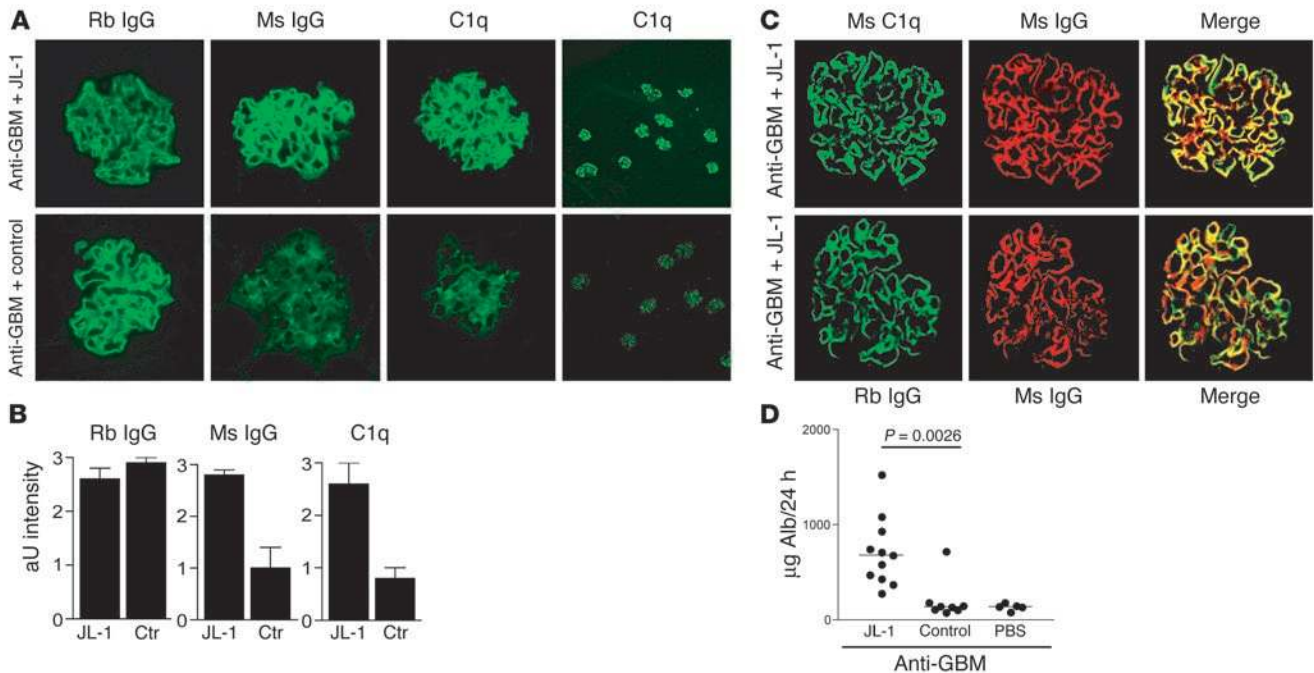 A
Rb IgG
Ms IgG
C1q
Anti-GBM + JL-1
Anti-GBM + control
B
Rb IgG
Ms IgG
C1q
aU intensity
3
2
1
0
3
2
1
0
3
2
1
0
JL-1
Ctr
JL-1
Ctr
JL-1
Ctr
C
Ms C1q
Ms IgG
Merge
Anti-GBM + JL-1
Anti-GBM + JL-1
Rb IgG
Ms IgG
Merge
D
µg Alb/24 h
2000
1000
0
P = 0.0026
JL-1
Control
PBS
Anti-GBM